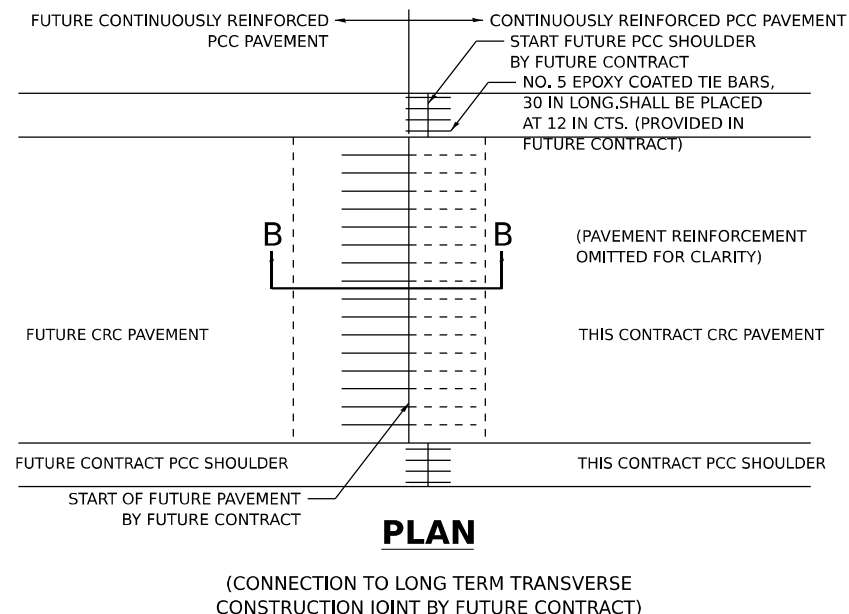 FUTURE CONTINUOUSLY REINFORCED
PCC PAVEMENT
CONTINUOUSLY REINFORCED PCC PAVEMENT
START FUTURE PCC SHOULDER
BY FUTURE CONTRACT
NO. 5 EPOXY COATED TIE BARS,
30 IN LONG.SHALL BE PLACED
AT 12 IN CTS. (PROVIDED IN
FUTURE CONTRACT)
B
B
(PAVEMENT REINFORCEMENT
OMITTED FOR CLARITY)
FUTURE CRC PAVEMENT
THIS CONTRACT CRC PAVEMENT
FUTURE CONTRACT PCC SHOULDER
THIS CONTRACT PCC SHOULDER
START OF FUTURE PAVEMENT
BY FUTURE CONTRACT
PLAN
(CONNECTION TO LONG TERM TRANSVERSE
CONSTRUCTION JOINT BY FUTURE CONTRACT)